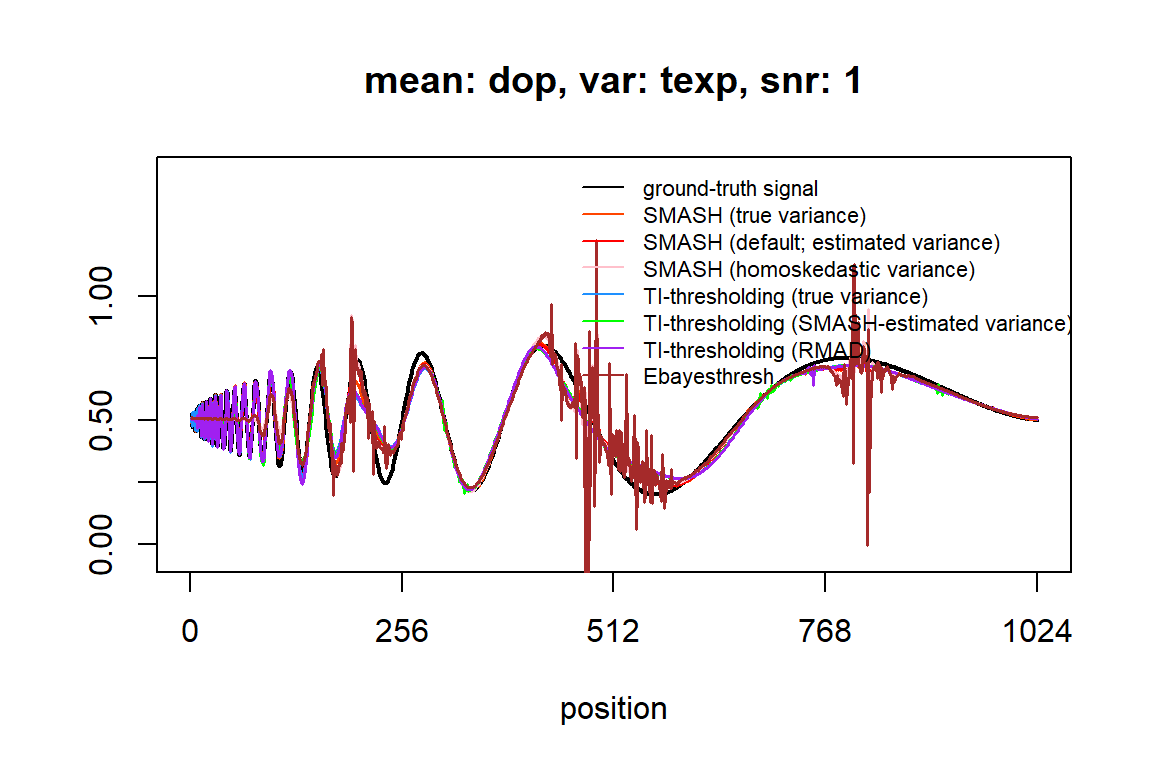 mean: dop, var: texp, snr: 1
ground-truth signal
SMASH (true variance)
SMASH (default; estimated variance)
SMASH (homoskedastic variance)
TI-thresholding (true variance)
TI-thresholding (SMASH-estimated variance)
TI-thresholding (RMAD)
Ebayesthresh
1.00
0.50
0.00
0 256 512 768 1024
position